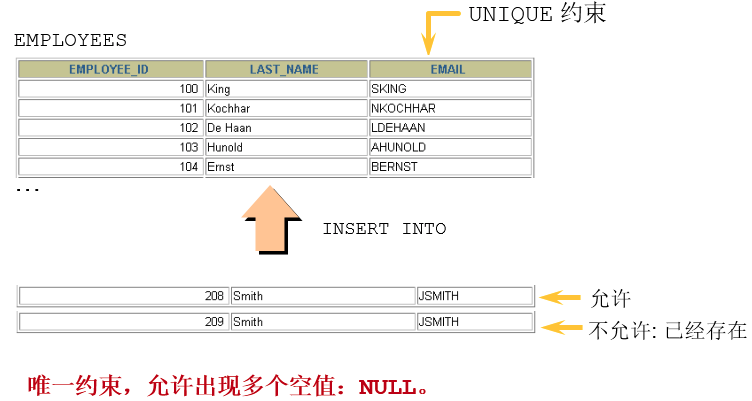 UNIQUE 约束
EMPLOYEES
EMPLOYEE_ID LAST_NAME EMAIL
100 King SKING
101 Kochhar NKOCHHAR
102 De Haan LDEHAAN
103 Hunold AHUNOLD
104 Ernst BERNST
...
INSERT INTO
208 Smith JSMITH 允许
209 Smith JSMITH 不允许: 已经存在
唯一约束，允许出现多个空值：NULL。